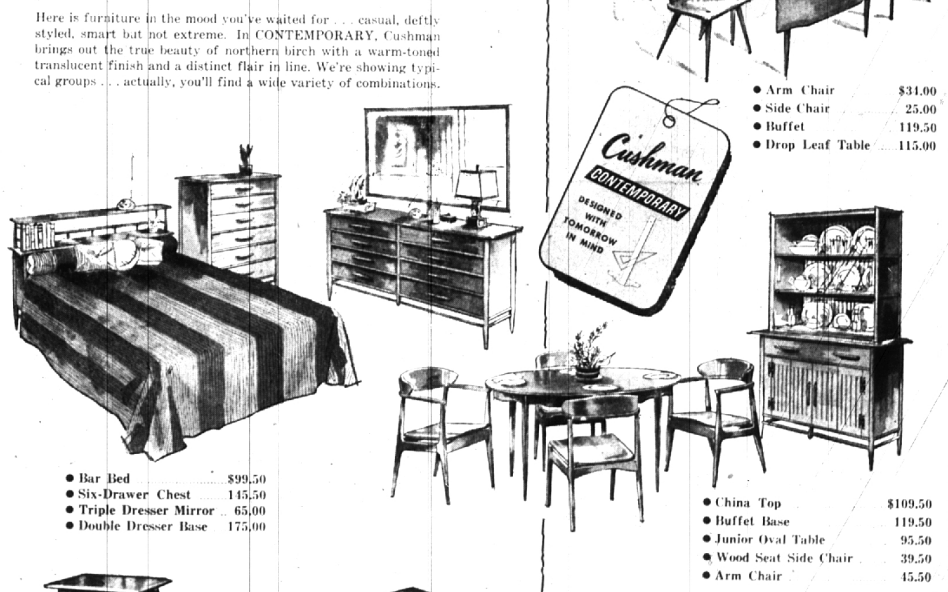 Here is furniture in the mood you've waited for . . . casual, deftly
styled, smart but not extreme. In CONTEMPORARY, Cushman
brings out the true beauty of northern birch with a warm-toned
translucent finish and a distinct flair in line. We're showing typi-
cal groups . . . actually, you'll find a wide variety of combinations.
● Arm Chair $34.00
● Side Chair 25.00
● Buffet 119.50
● Drop Leaf Table 115.00
Cushman
CONTEMPORARY
DESIGNED
WITH
TOMORROW
IN MIND
● Bar Bed $99.50
● Six-Drawer Chest 145.50
● Triple Dresser Mirror .. 65.00
● Double Dresser Base 175.00
● China Top $109.50
● Buffet Base 119.50
● Junior Oval Table 95.50
● Wood Seat Side Chair 39.50
● Arm Chair 45.50